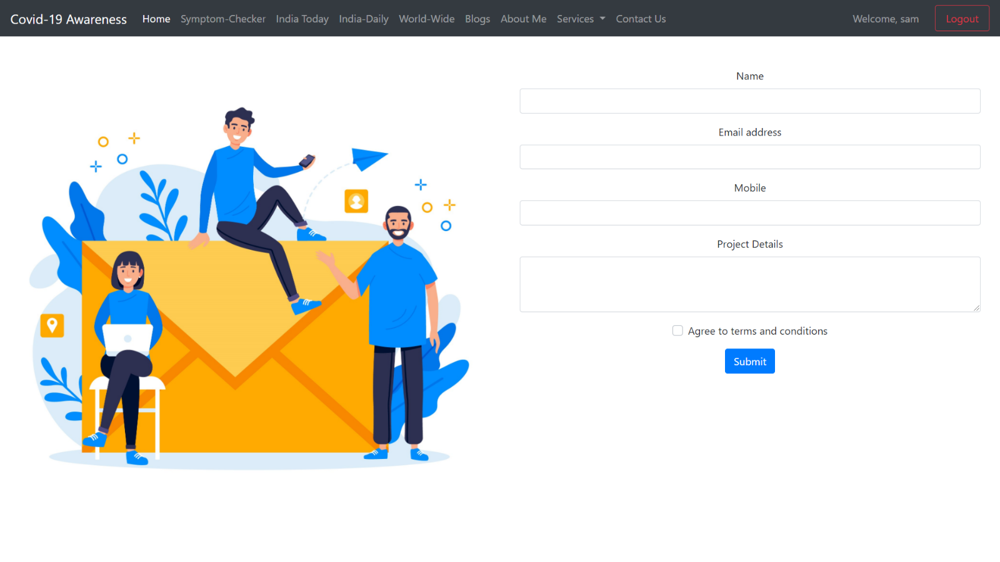 Covid-19 Awareness Home Symptom-Checker India Today India-Daily World-Wide Blogs About Me Services Contact Us Welcome, sam Logout
Name
Email address
Mobile
Project Details
Agree to terms and conditions
Submit